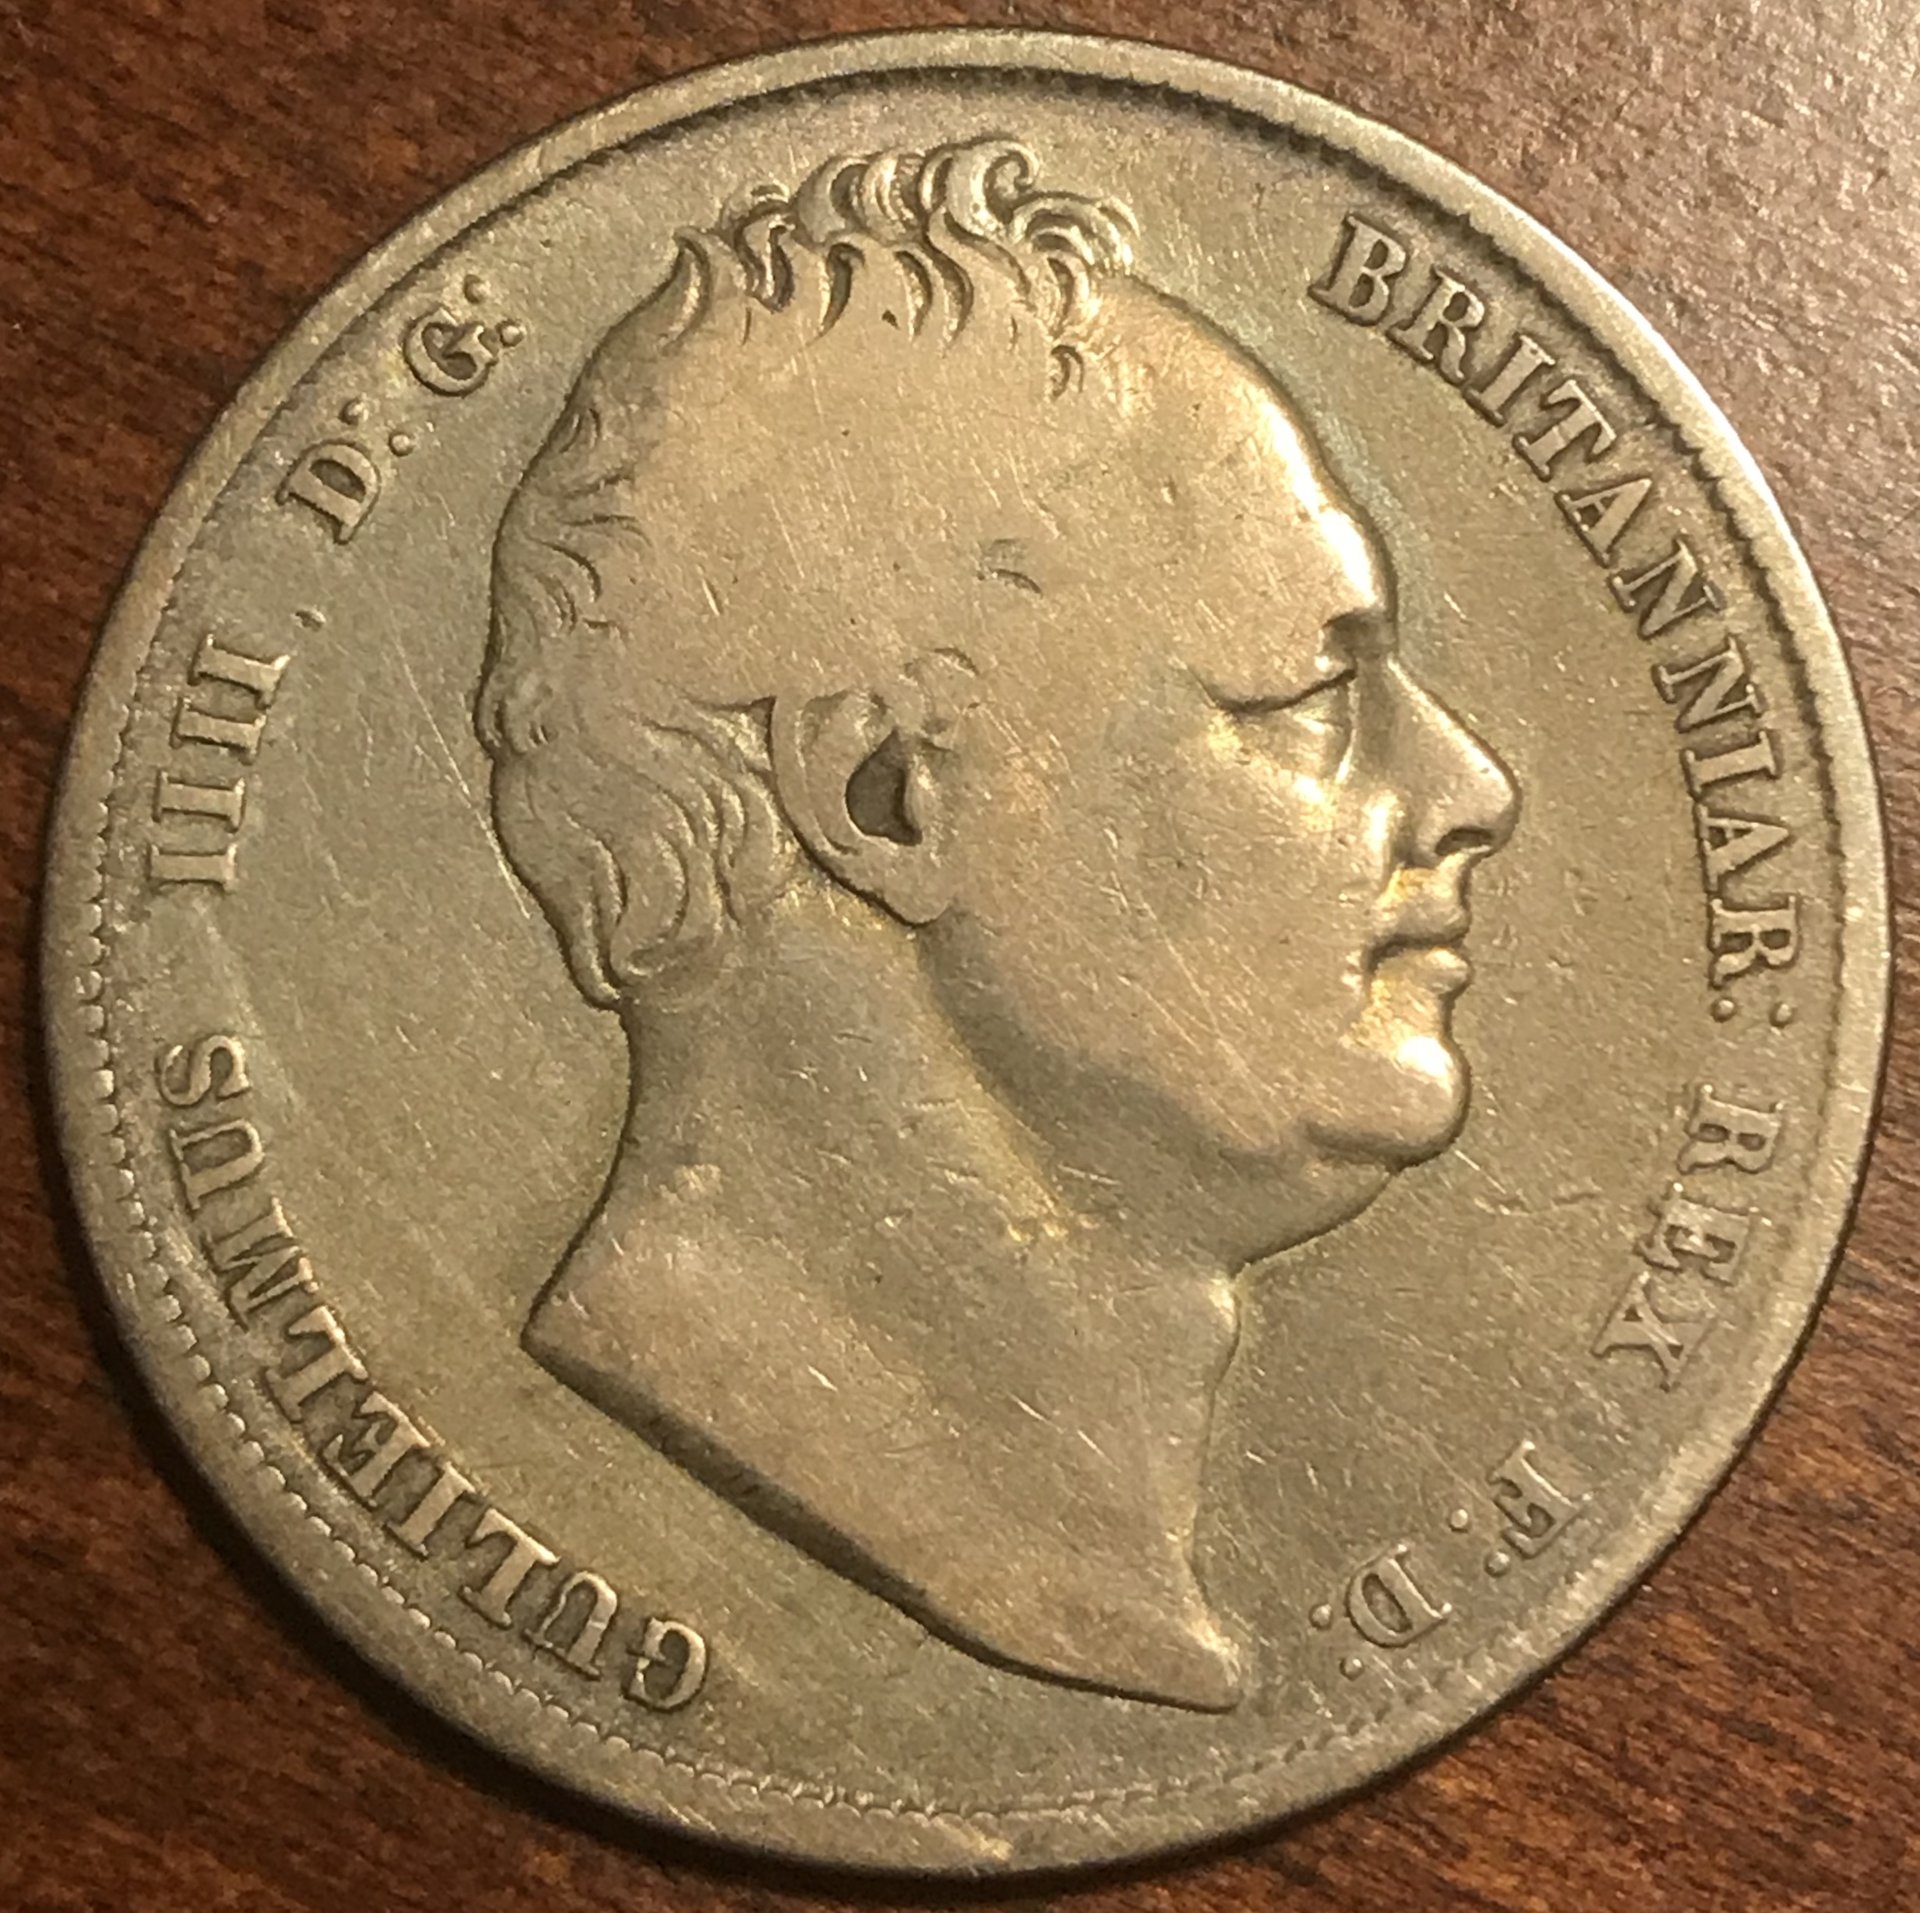 GULIELMUS IIII D: G: BRITANNIAR: REX F: D: